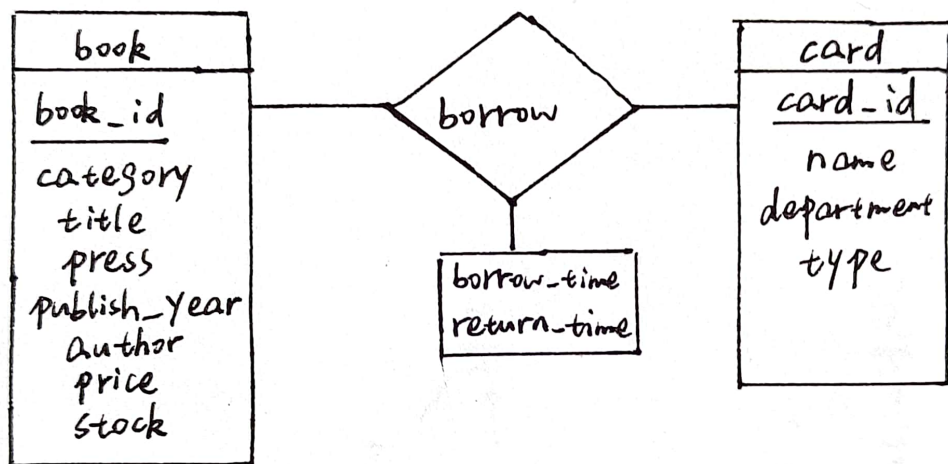 book
book_id
category
title
press
publish_year
author
price
stock
borrow
borrow_time
return_time
card
card_id
name
department
type